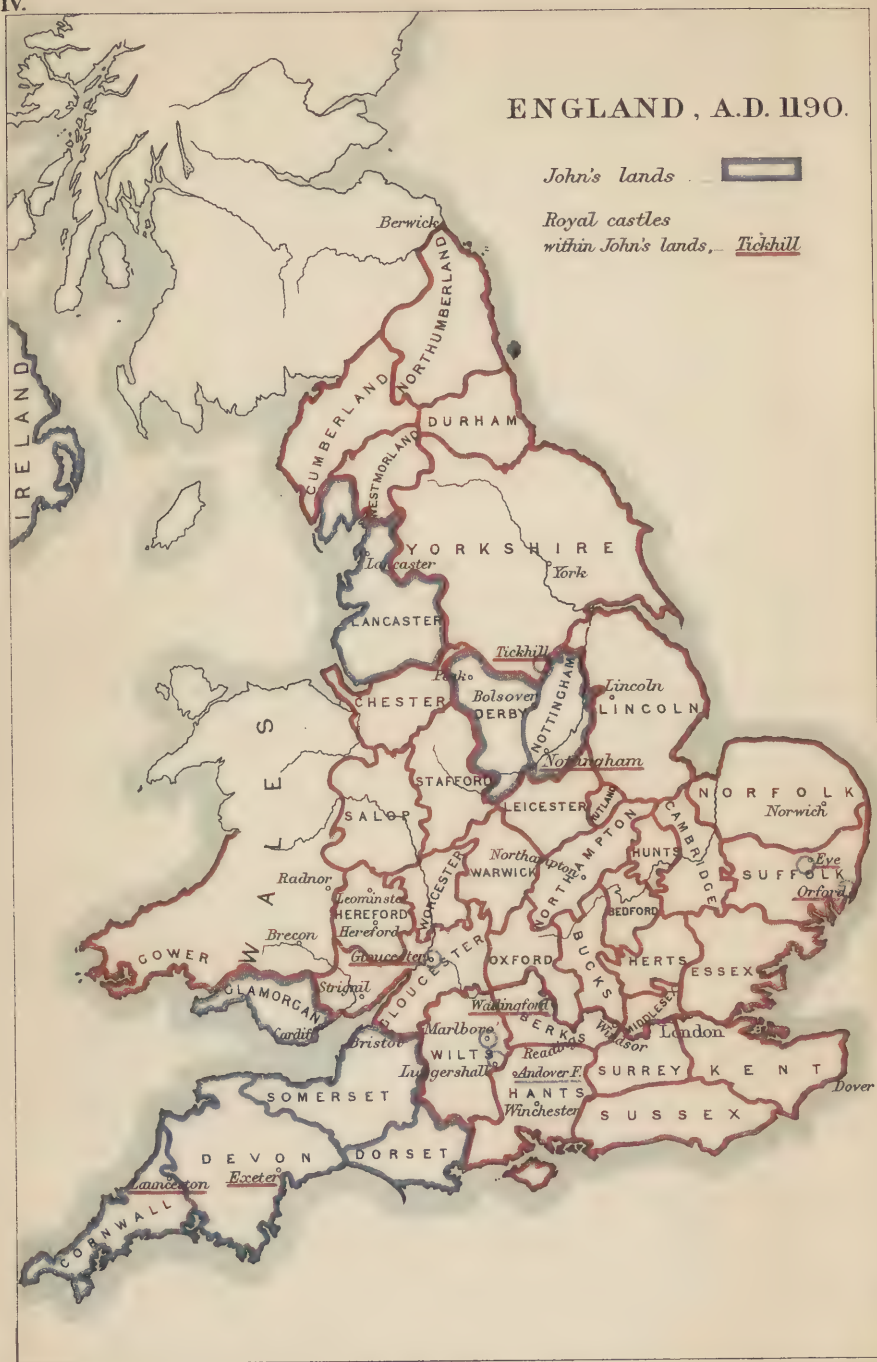 IV.
ENGLAND, A.D. 1190.
John's lands
Royal castles
within John's lands, Tickhill
Berwick
NORTHUMBERLAND
CUMBERLAND
DURHAM
WESTMORLAND
IRELAND
YORKSHIRE
York
Lancaster
LANCASTER
Tickhill
Peak
Bolsover
DERBY
NOTTINGHAM
Nottingham
Lincoln
LINCOLN
CHESTER
WALES
STAFFORD
SALOP
LEICESTER
RUTLAND
NORFOLK
Norwich
CAMBRIDGE
HUNTS
Eye
SUFFOLK
Orford
Northampton
NORTHAMPTON
WARWICK
WORCESTER
Radnor
Leominster
HEREFORD
Hereford
BEDFORD
Brecon
GOWER
Gloucester
GLOUCESTER
OXFORD
BUCKS
HERTS
ESSEX
MIDDLESEX
GLAMORGAN
Striguil
Cardiff
Wallingford
BERKS
Windsor
London
Marlboro'
WILTS
Bristol
Luggershall
Reading
Andover F.
HANTS
Winchester
SURREY
KENT
Dover
SUSSEX
SOMERSET
DEVON
DORSET
Launceston
Exeter
CORNWALL